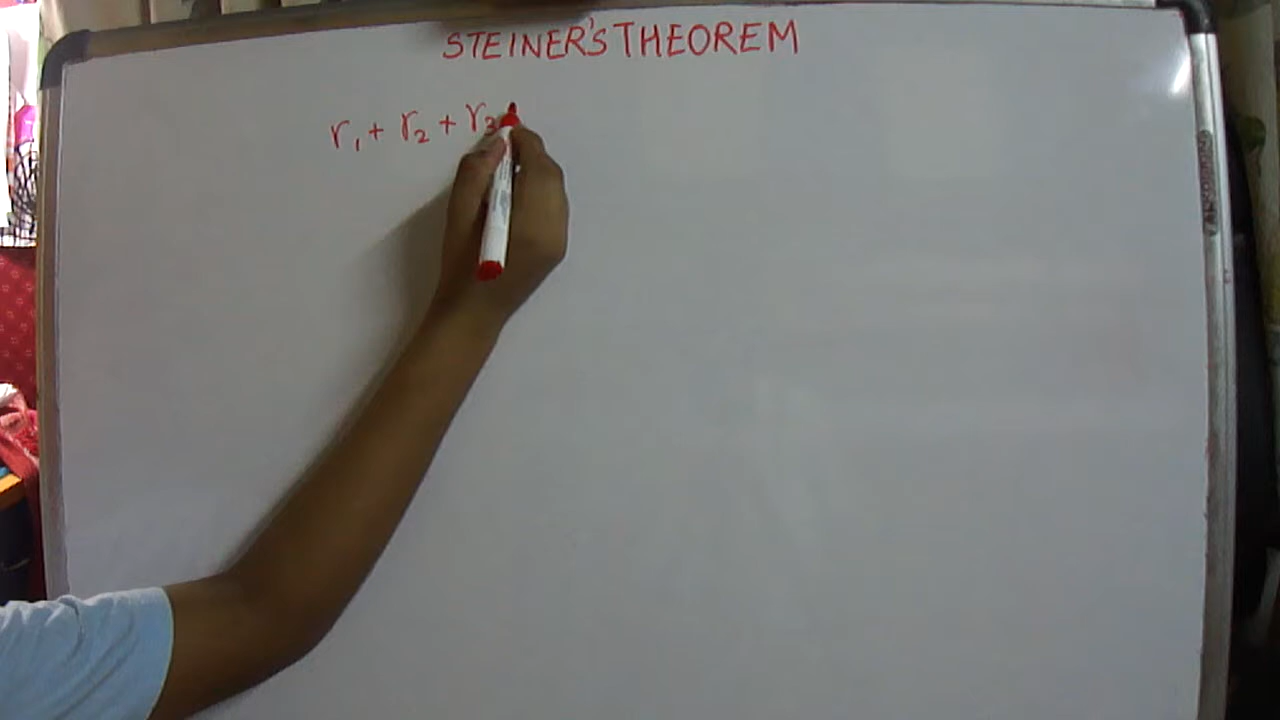 STEINER'S THEOREM
r₁ + r₂ + r₃